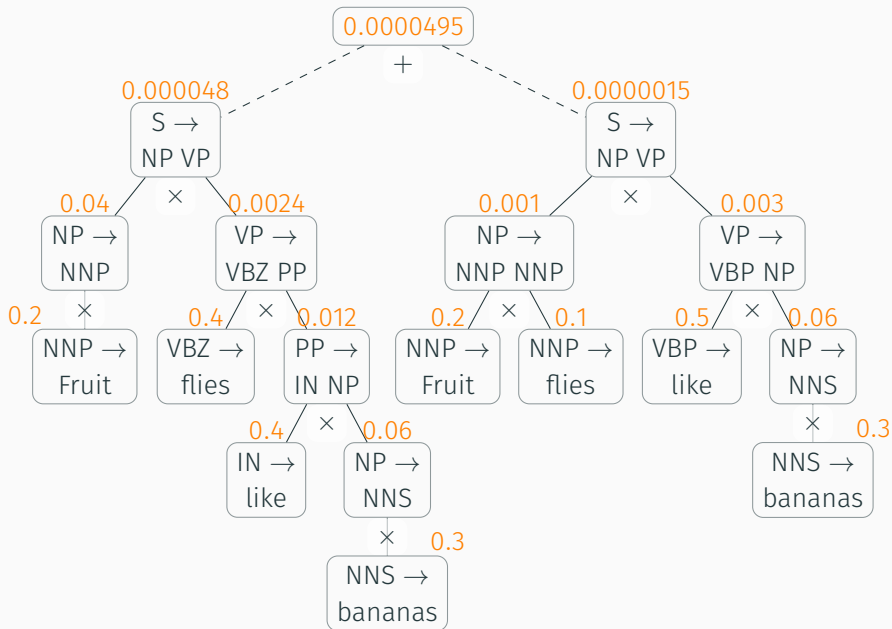 0.0000495
+
0.000048 0.0000015
S → S →
NP VP NP VP
× ×
0.04 0.0024 0.001 0.003
NP → VP → NP → VP →
NNP VBZ PP NNP NNP VBP NP
× × × ×
0.2 0.4 0.012 0.2 0.1 0.5 0.06
NNP → VBZ → PP → NNP → NNP → VBP → NP →
Fruit flies IN NP Fruit flies like NNS
× ×
0.4 0.06 0.3
IN → NP → NNS →
like NNS bananas
×
0.3
NNS →
bananas